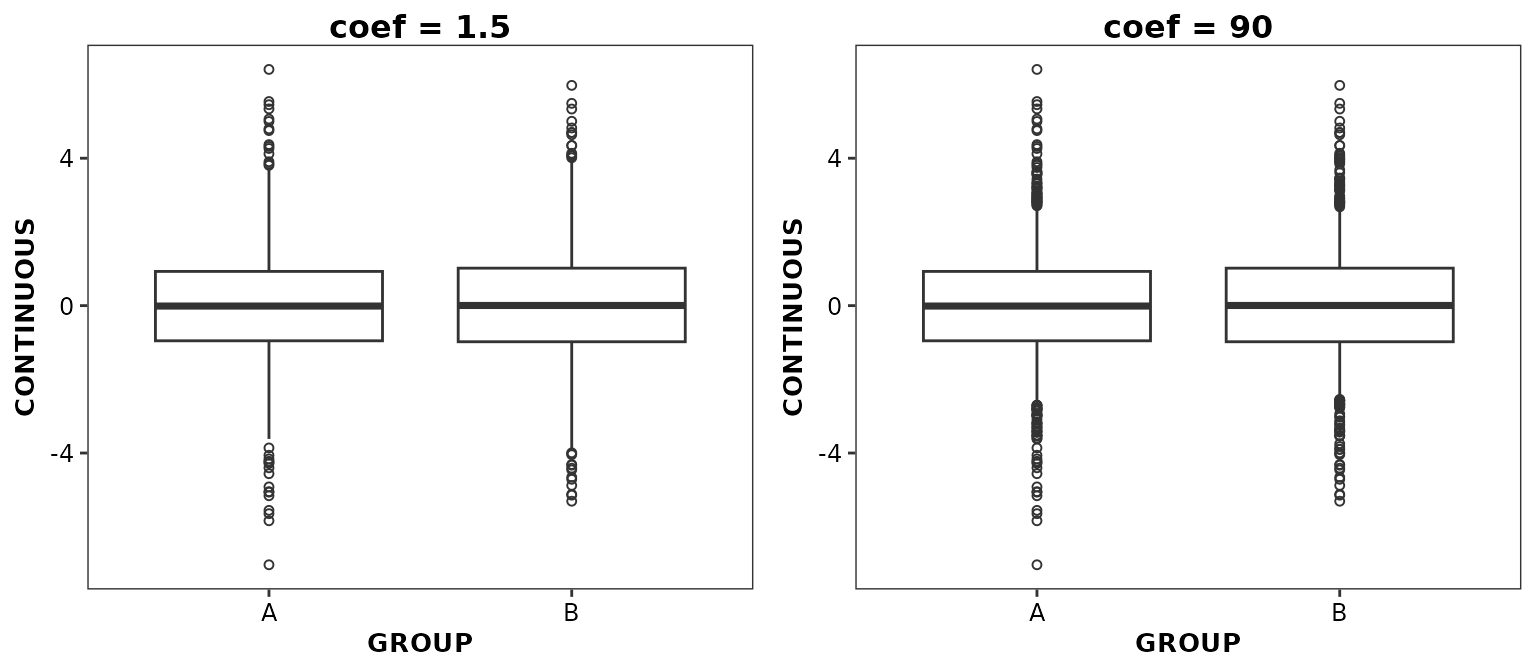 coef = 1.5
CONTINUOUS
4
0
-4
A B
GROUP
coef = 90
CONTINUOUS
4
0
-4
A B
GROUP